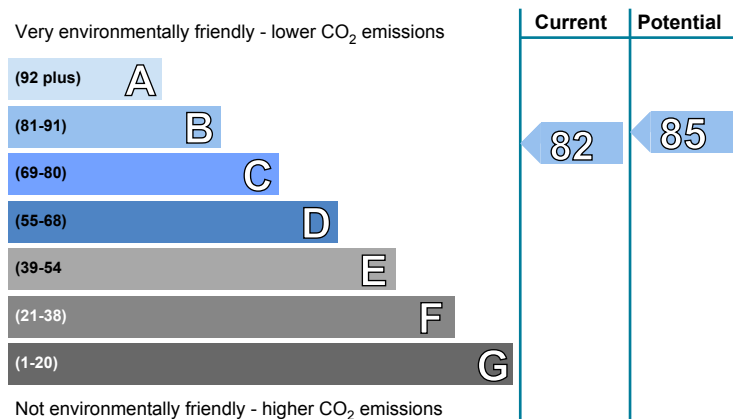 Very environmentally friendly - lower CO₂ emissions
Current
Potential
(92 plus) A
(81-91) B
(69-80) C
(55-68) D
(39-54 E
(21-38) F
(1-20) G
82
85
Not environmentally friendly - higher CO₂ emissions